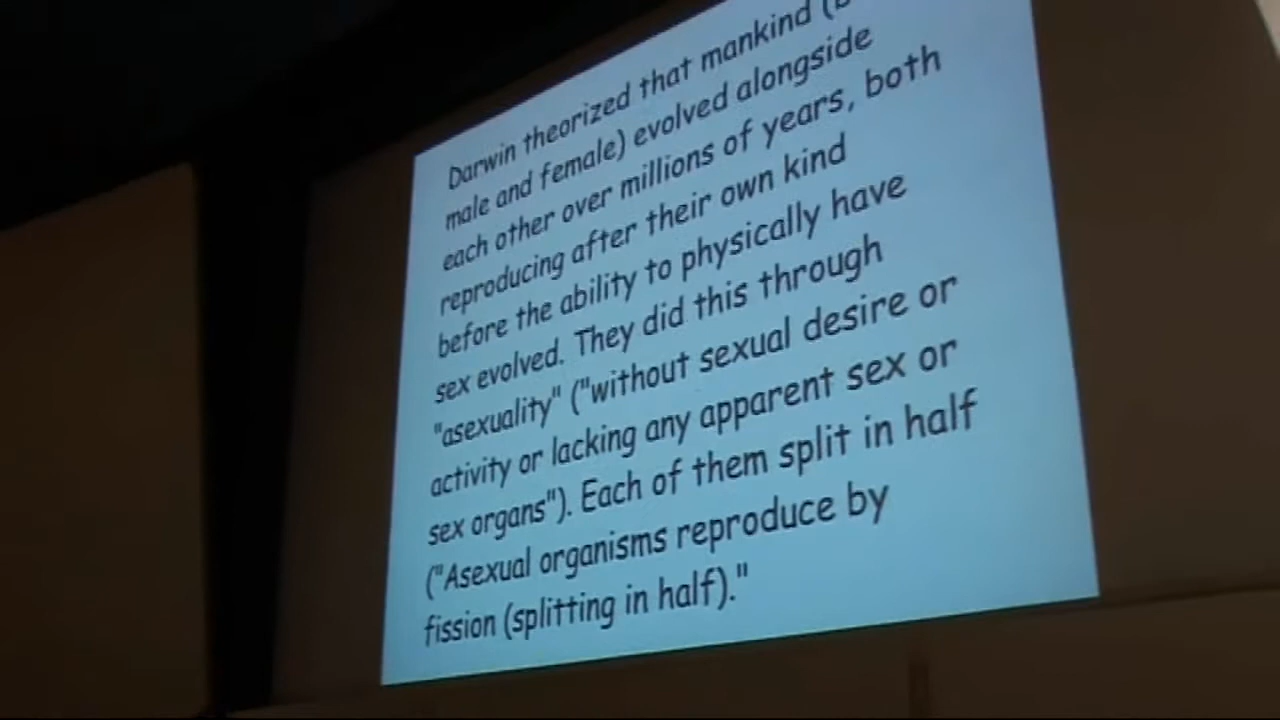 Darwin theorized that mankind (
male and female) evolved alongside
each other over millions of years, both
reproducing after their own kind
before the ability to physically have
sex evolved. They did this through
"asexuality" ("without sexual desire or
activity or lacking any apparent sex or
sex organs"). Each of them split in half
("Asexual organisms reproduce by
fission (splitting in half)."